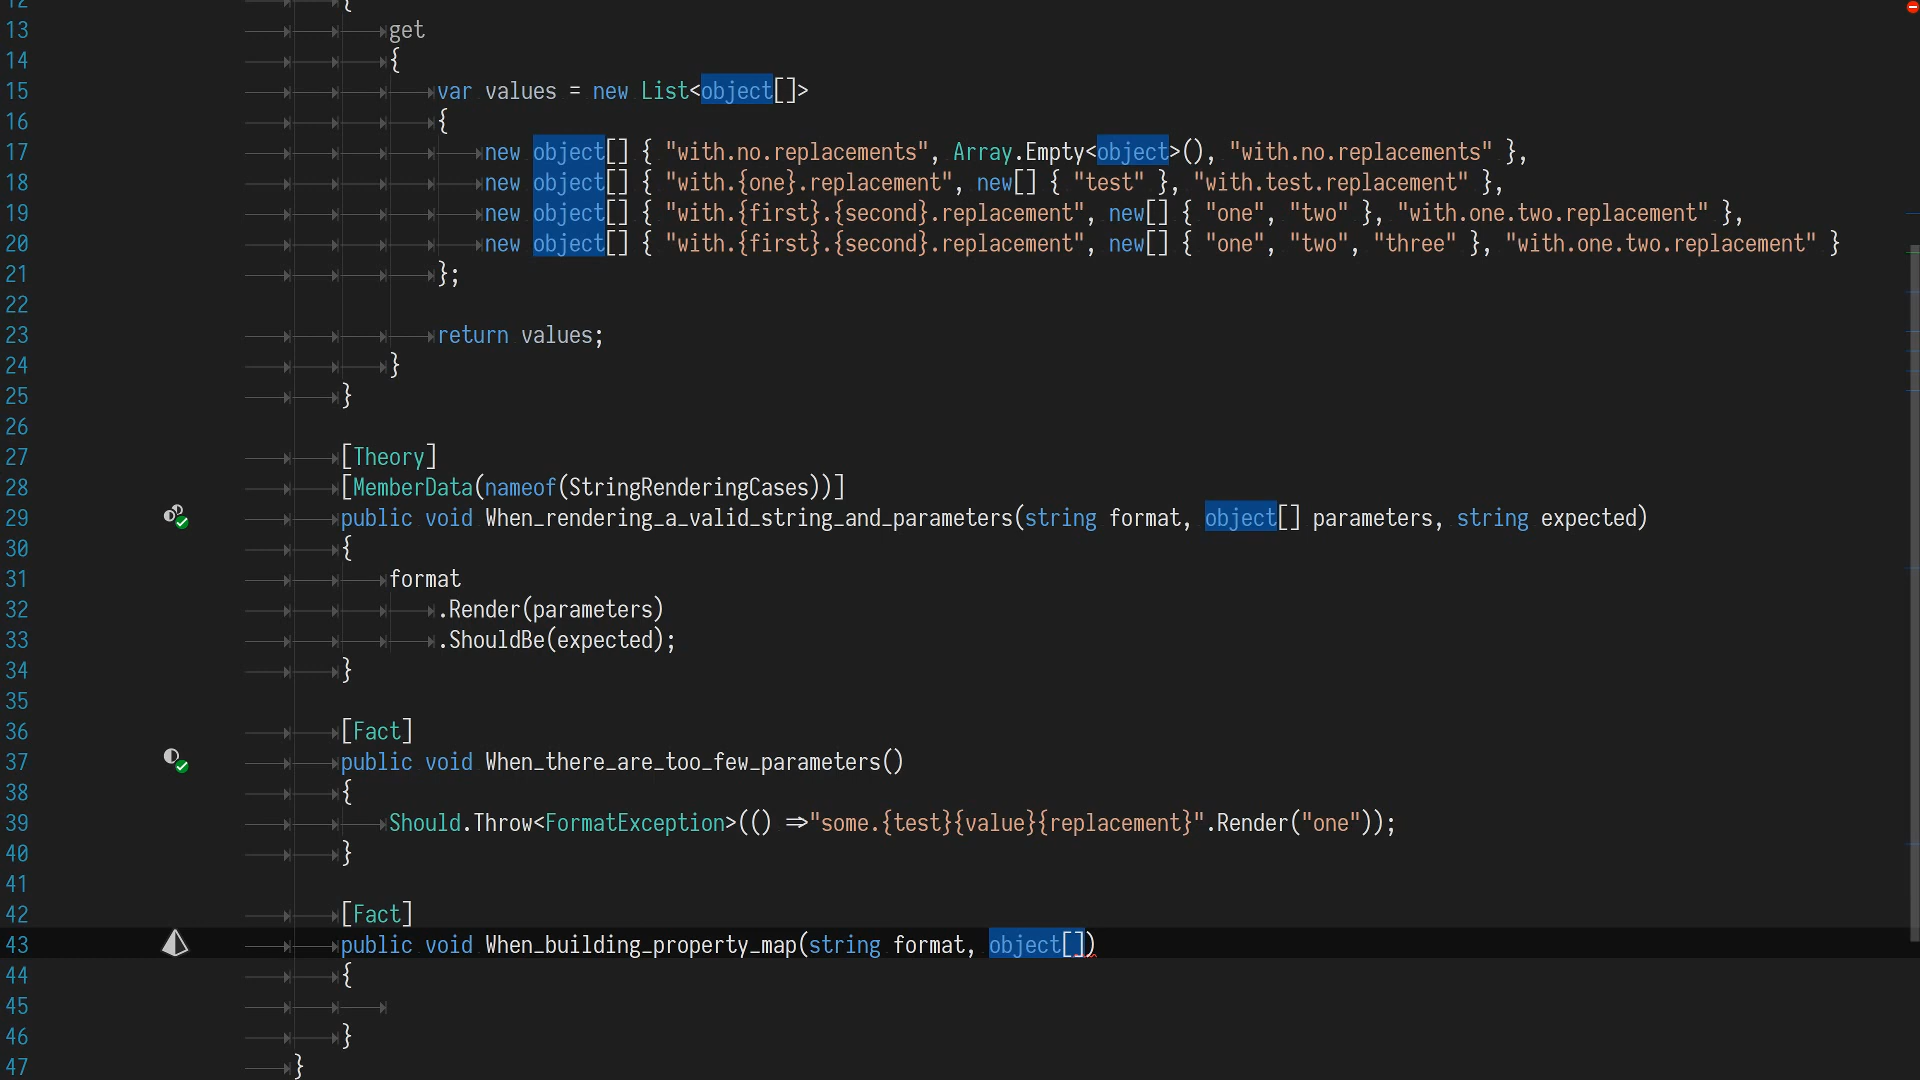 12 {
13 get
14 {
15 var values = new List<object[]>
16 {
17 new object[] { "with.no.replacements", Array.Empty<object>(), "with.no.replacements" },
18 new object[] { "with.{one}.replacement", new[] { "test" }, "with.test.replacement" },
19 new object[] { "with.{first}.{second}.replacement", new[] { "one", "two" }, "with.one.two.replacement" },
20 new object[] { "with.{first}.{second}.replacement", new[] { "one", "two", "three" }, "with.one.two.replacement" }
21 };
22
23 return values;
24 }
25 }
26
27 [Theory]
28 [MemberData(nameof(StringRenderingCases))]
29 public void When_rendering_a_valid_string_and_parameters(string format, object[] parameters, string expected)
30 {
31 format
32 .Render(parameters)
33 .ShouldBe(expected);
34 }
35
36 [Fact]
37 public void When_there_are_too_few_parameters()
38 {
39 Should.Throw<FormatException>(() =>"some.{test}{value}{replacement}".Render("one"));
40 }
41
42 [Fact]
43 public void When_building_property_map(string format, object[])
44 {
45
46 }
47 }